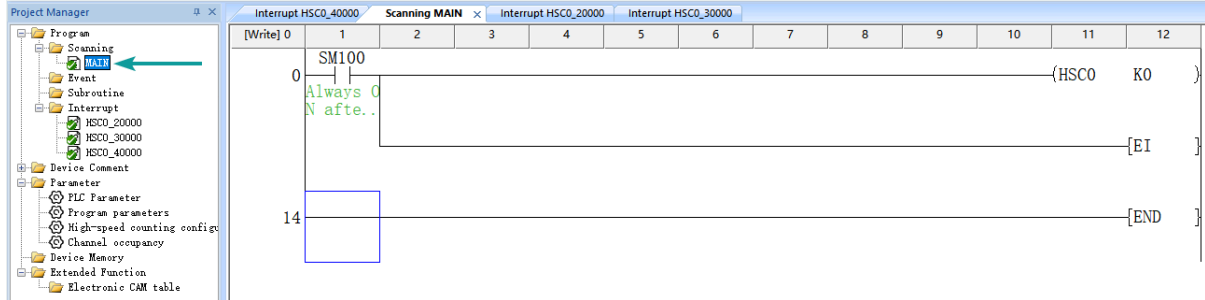 Project Manager
Program
Scanning
MAIN
Event
Subroutine
Interrupt
HSC0_20000
HSC0_30000
HSC0_40000
Device Comment
Parameter
PLC Parameter
Program parameters
High-speed counting configu
Channel occupancy
Device Memory
Extended Function
Electronic CAM table
Interrupt HSC0_40000 Scanning MAIN × Interrupt HSC0_20000 Interrupt HSC0_30000
[Write] 0 1 2 3 4 5 6 7 8 9 10 11 12
SM100
0 (HSC0 K0 )
Always O
N afte..
[EI ]
14 [END ]